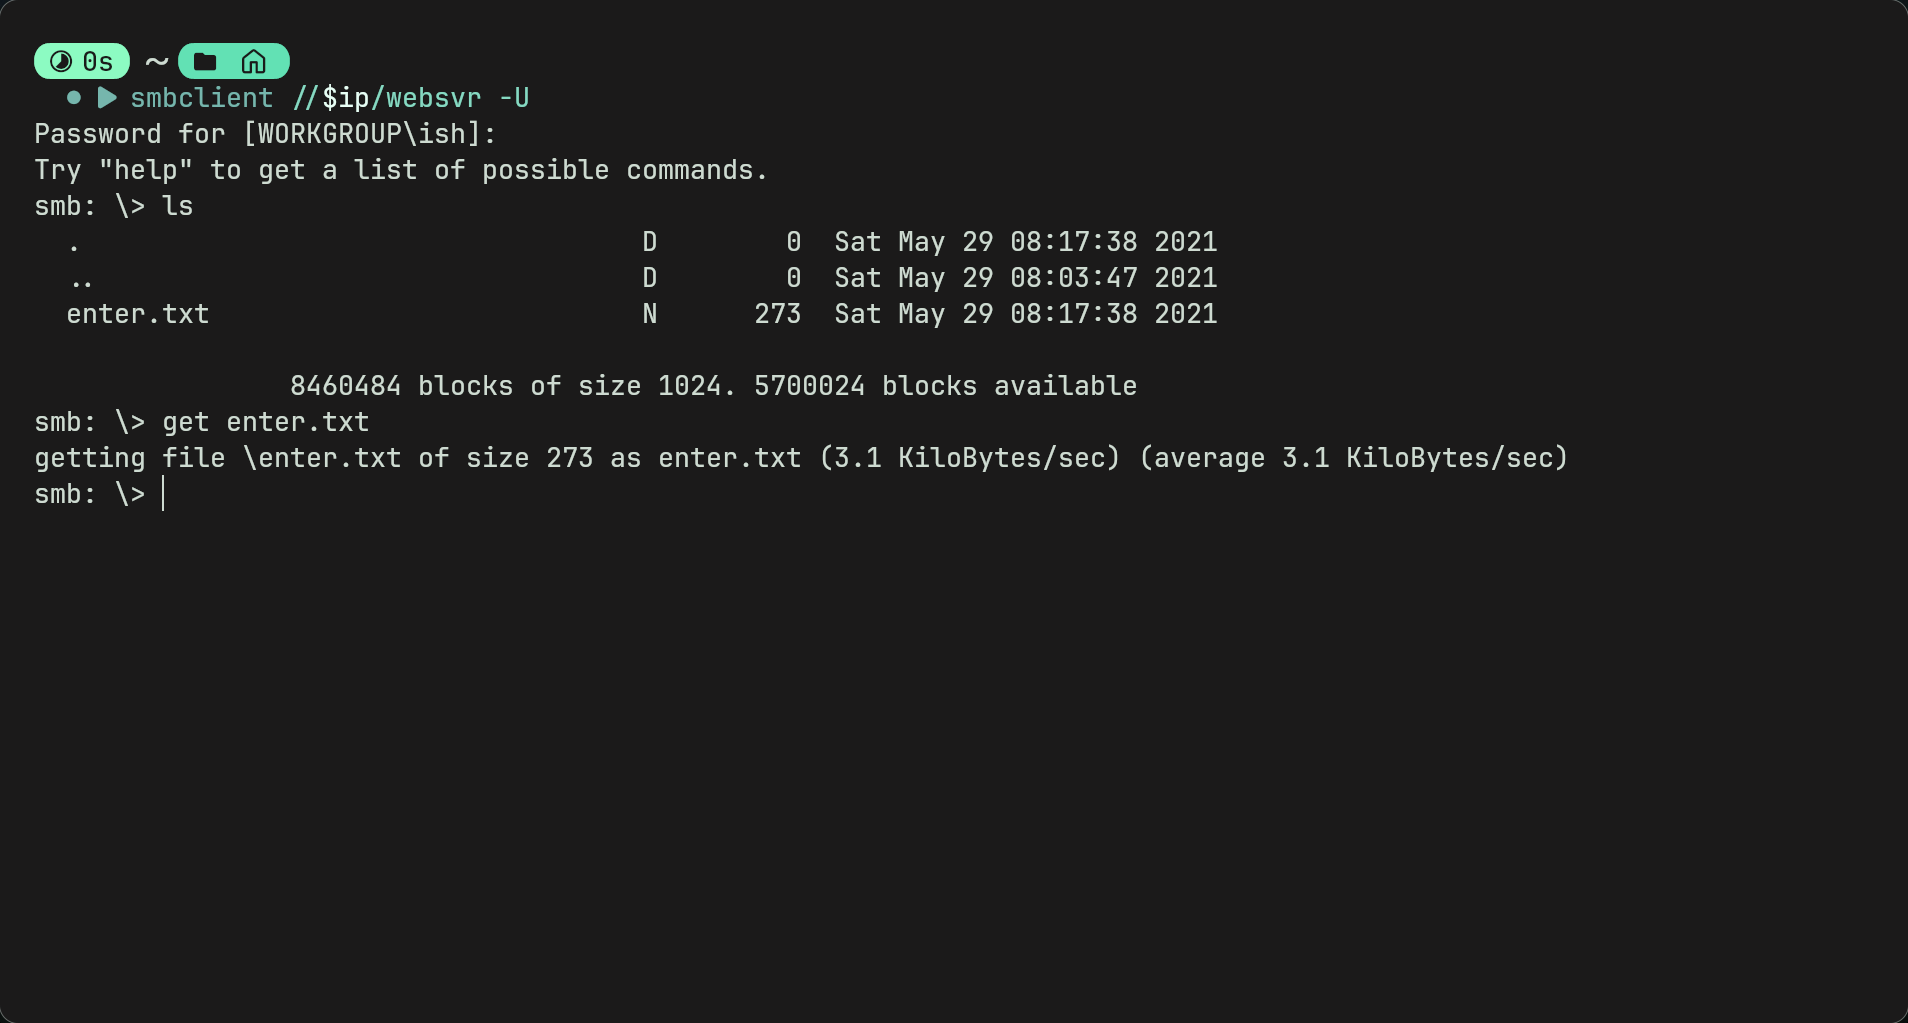 0s ~
smbclient //$ip/websvr -U
Password for [WORKGROUP\ish]:
Try "help" to get a list of possible commands.
smb: \> ls
  .                                   D        0  Sat May 29 08:17:38 2021
  ..                                  D        0  Sat May 29 08:03:47 2021
  enter.txt                           N      273  Sat May 29 08:17:38 2021
                8460484 blocks of size 1024. 5700024 blocks available
smb: \> get enter.txt
getting file \enter.txt of size 273 as enter.txt (3.1 KiloBytes/sec) (average 3.1 KiloBytes/sec)
smb: \>